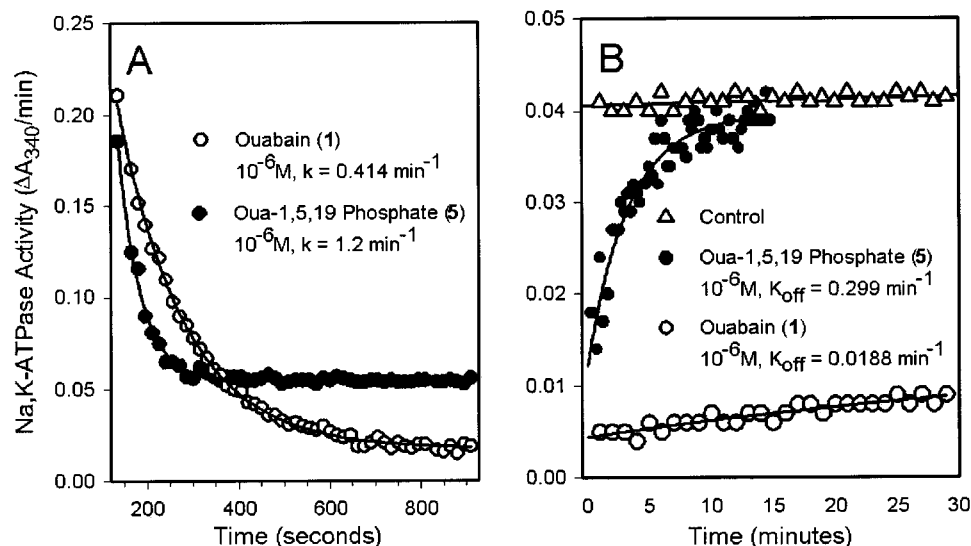 A
Na,K-ATPase Activity (ΔA340/min)
0.25
0.20
0.15
0.10
0.05
0.00
Ouabain (1)
10⁻⁶M, k = 0.414 min⁻¹
Oua-1,5,19 Phosphate (5)
10⁻⁶M, k = 1.2 min⁻¹
200 400 600 800
Time (seconds)
B
0.05
0.04
0.03
0.02
0.01
0.00
Control
Oua-1,5,19 Phosphate (5)
10⁻⁶M, Koff = 0.299 min⁻¹
Ouabain (1)
10⁻⁶M, Koff = 0.0188 min⁻¹
0 5 10 15 20 25 30
Time (minutes)